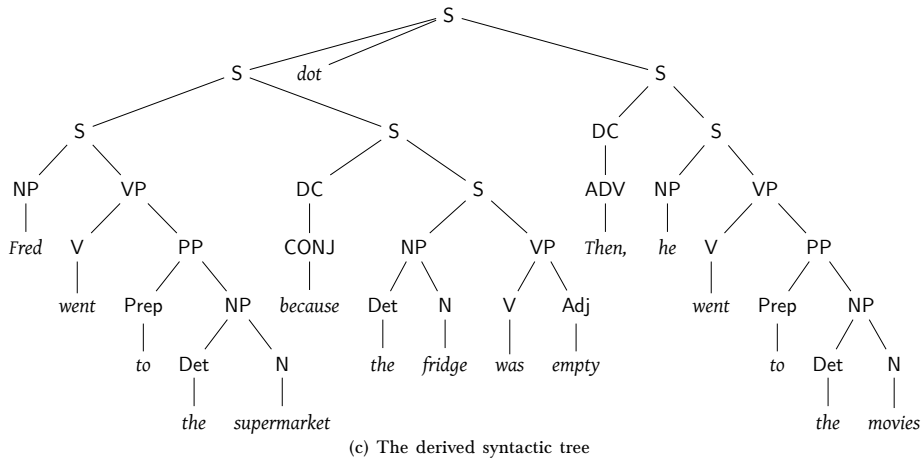 S
S dot S
S S DC S
NP VP DC S ADV NP VP
Fred V PP CONJ NP VP Then, he V PP
went Prep NP because Det N V Adj went Prep NP
to Det N the fridge was empty to Det N
the supermarket the movies
(c) The derived syntactic tree